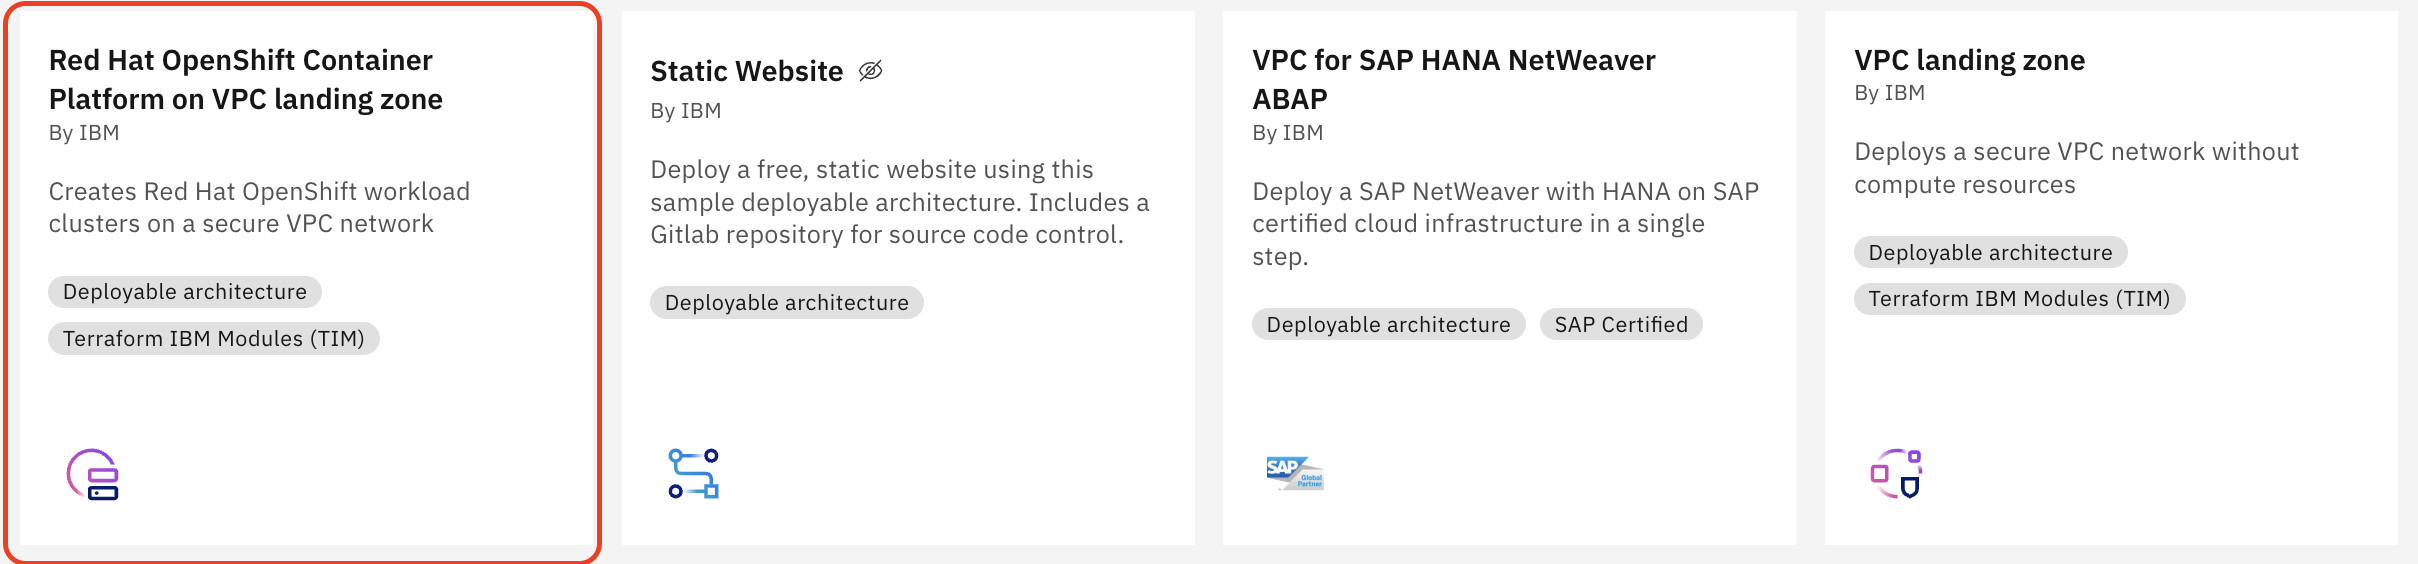 Red Hat OpenShift Container
Platform on VPC landing zone
By IBM
Creates Red Hat OpenShift workload
clusters on a secure VPC network
Deployable architecture
Terraform IBM Modules (TIM)
Static Website
By IBM
Deploy a free, static website using this
sample deployable architecture. Includes a
Gitlab repository for source code control.
Deployable architecture
VPC for SAP HANA NetWeaver
ABAP
By IBM
Deploy a SAP NetWeaver with HANA on SAP
certified cloud infrastructure in a single
step.
Deployable architecture
SAP Certified
SAP
Global
Partner
VPC landing zone
By IBM
Deploys a secure VPC network without
compute resources
Deployable architecture
Terraform IBM Modules (TIM)